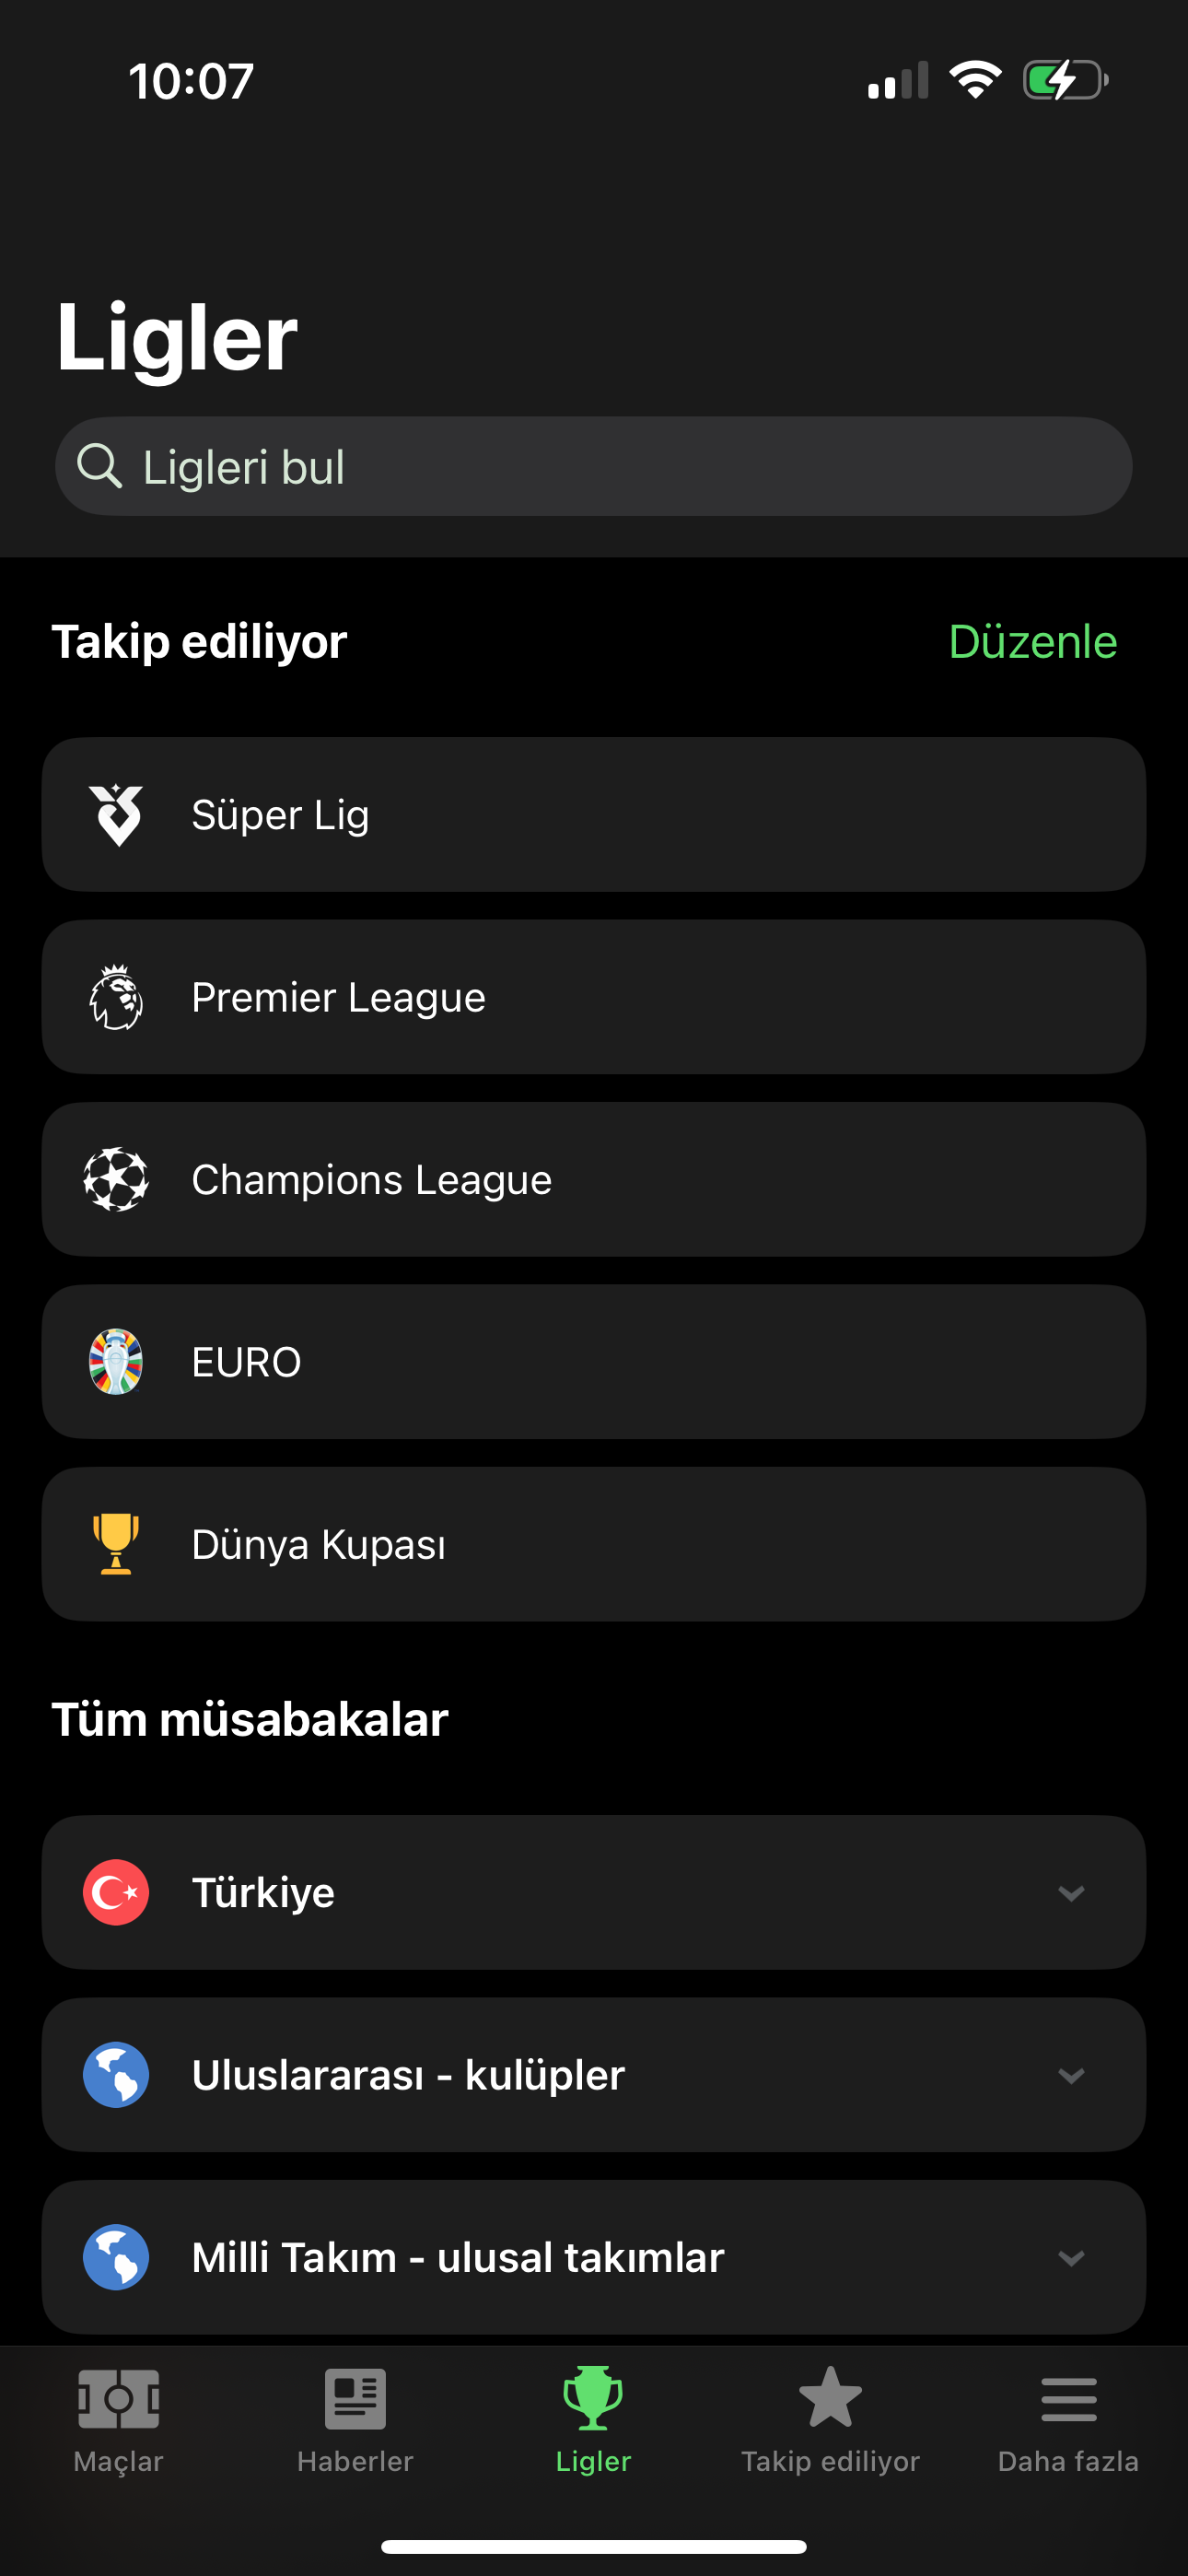 10:07
Ligler
Ligleri bul
Takip ediliyor
Düzenle
Süper Lig
Premier League
Champions League
EURO
Dünya Kupası
Tüm müsabakalar
Türkiye
Uluslararası - kulüpler
Milli Takım - ulusal takımlar
Maçlar
Haberler
Ligler
Takip ediliyor
Daha fazla